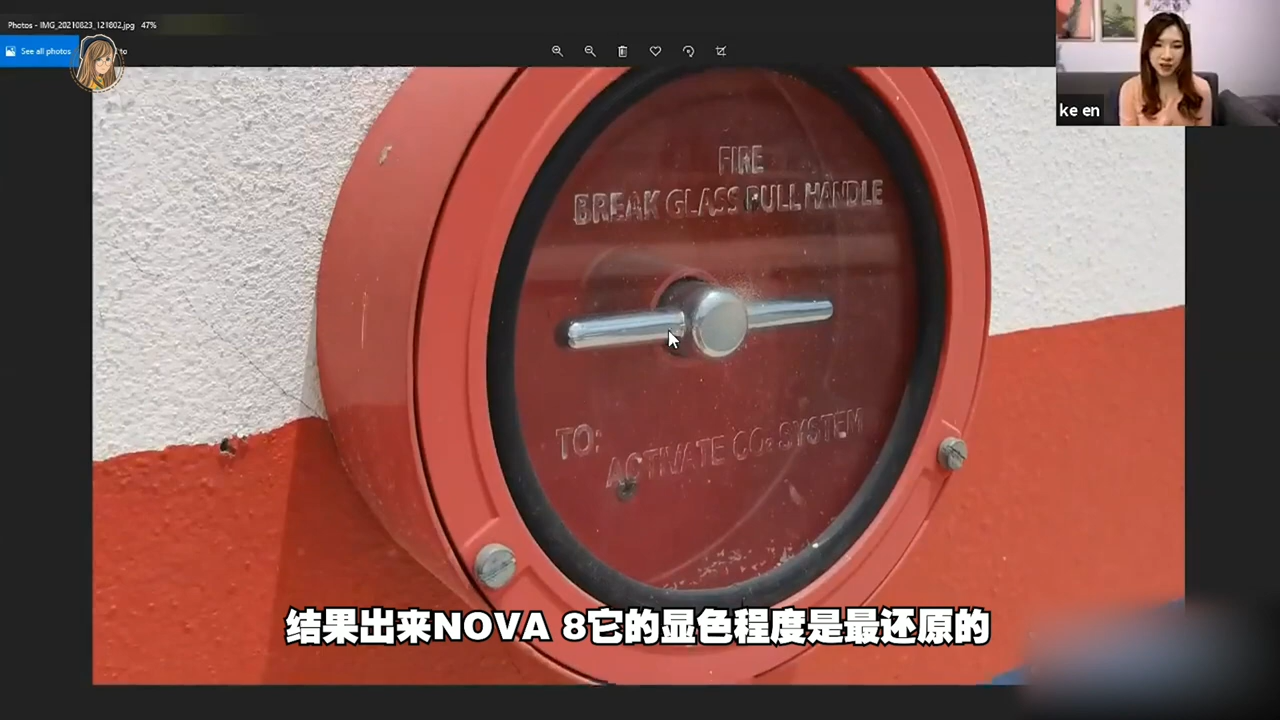 Photos - IMG_20210823_121802.jpg 47%
See all photos
to
ke en
FIRE
BREAK GLASS PULL HANDLE
TO:
ACTIVATE CO₂ SYSTEM
结果出来NOVA 8它的显色程度是最还原的